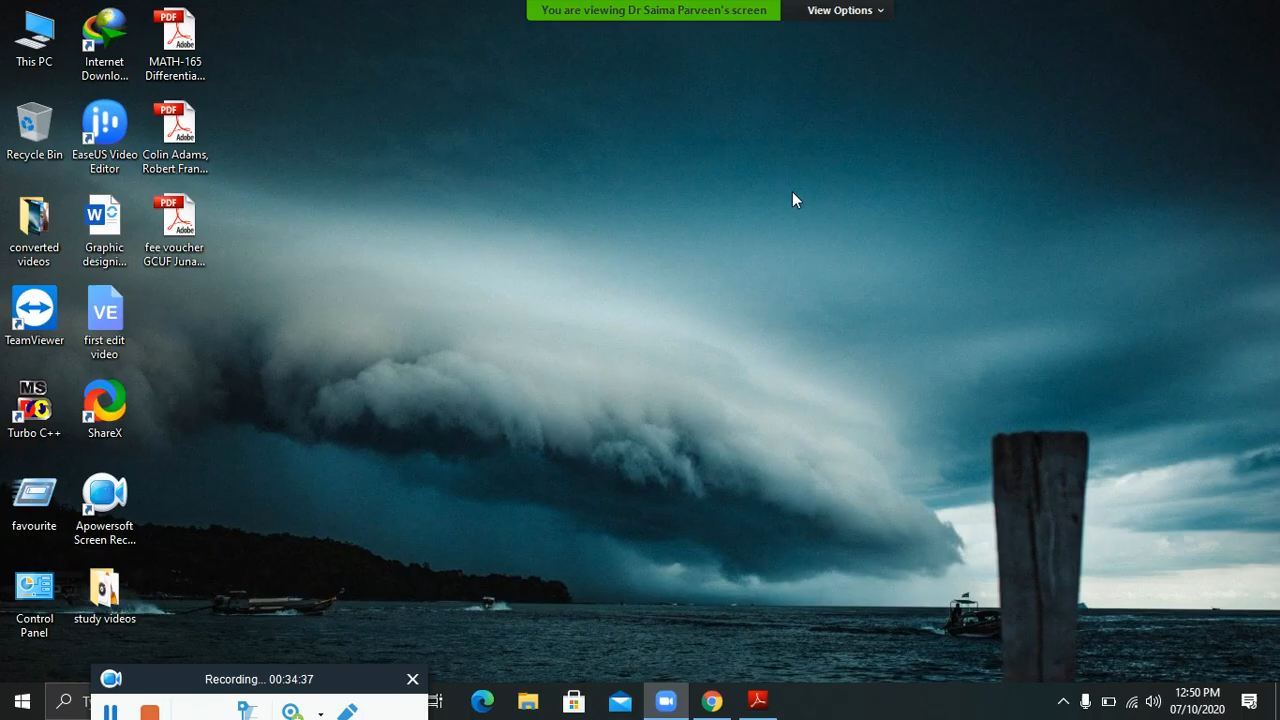 You are viewing Dr Saima Parveen's screen
View Options
This PC
Internet
Downlo...
MATH-165
Differentia...
Recycle Bin
EaseUS Video
Editor
Colin Adams,
Robert Fran...
converted
videos
Graphic
designi...
fee voucher
GCUF Juna...
TeamViewer
first edit
video
Turbo C++
ShareX
favourite
Apowersoft
Screen Rec...
Control
Panel
study videos
PDF
Adobe
PDF
Adobe
PDF
Adobe
W
VE
MS
Recording... 00:34:37
12:50 PM
07/10/2020